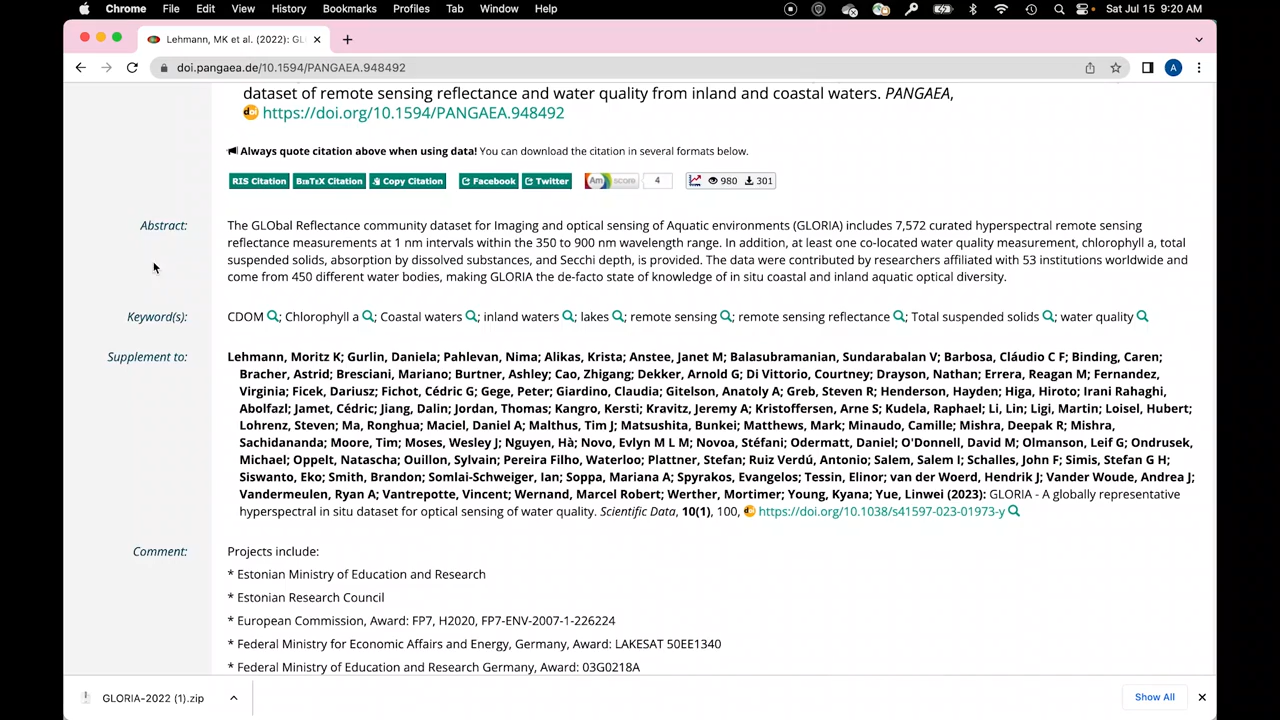 Chrome File Edit View History Bookmarks Profiles Tab Window Help Sat Jul 15 9:20 AM
Lehmann, MK et al. (2022): GL
doi.pangaea.de/10.1594/PANGAEA.948492 A
dataset of remote sensing reflectance and water quality from inland and coastal waters. PANGAEA,
doi https://doi.org/10.1594/PANGAEA.948492
Always quote citation above when using data! You can download the citation in several formats below.
RIS Citation BibTeX Citation Copy Citation Facebook Twitter Am score 4 980 301
Abstract: The GLObal Reflectance community dataset for Imaging and optical sensing of Aquatic environments (GLORIA) includes 7,572 curated hyperspectral remote sensing
reflectance measurements at 1 nm intervals within the 350 to 900 nm wavelength range. In addition, at least one co-located water quality measurement, chlorophyll a, total
suspended solids, absorption by dissolved substances, and Secchi depth, is provided. The data were contributed by researchers affiliated with 53 institutions worldwide and
come from 450 different water bodies, making GLORIA the de-facto state of knowledge of in situ coastal and inland aquatic optical diversity.
Keyword(s): CDOM ; Chlorophyll a ; Coastal waters ; inland waters ; lakes ; remote sensing ; remote sensing reflectance ; Total suspended solids ; water quality
Supplement to: Lehmann, Moritz K; Gurlin, Daniela; Pahlevan, Nima; Alikas, Krista; Anstee, Janet M; Balasubramanian, Sundarabalan V; Barbosa, Cláudio C F; Binding, Caren;
Bracher, Astrid; Bresciani, Mariano; Burtner, Ashley; Cao, Zhigang; Dekker, Arnold G; Di Vittorio, Courtney; Drayson, Nathan; Errera, Reagan M; Fernandez,
Virginia; Ficek, Dariusz; Fichot, Cédric G; Gege, Peter; Giardino, Claudia; Gitelson, Anatoly A; Greb, Steven R; Henderson, Hayden; Higa, Hiroto; Irani Rahaghi,
Abolfazl; Jamet, Cédric; Jiang, Dalin; Jordan, Thomas; Kangro, Kersti; Kravitz, Jeremy A; Kristoffersen, Arne S; Kudela, Raphael; Li, Lin; Ligi, Martin; Loisel, Hubert;
Lohrenz, Steven; Ma, Ronghua; Maciel, Daniel A; Malthus, Tim J; Matsushita, Bunkei; Matthews, Mark; Minaudo, Camille; Mishra, Deepak R; Mishra,
Sachidananda; Moore, Tim; Moses, Wesley J; Nguyen, Hà; Novo, Evlyn M L M; Novoa, Stéfani; Odermatt, Daniel; O'Donnell, David M; Olmanson, Leif G; Ondrusek,
Michael; Oppelt, Natascha; Ouillon, Sylvain; Pereira Filho, Waterloo; Plattner, Stefan; Ruiz Verdú, Antonio; Salem, Salem I; Schalles, John F; Simis, Stefan G H;
Siswanto, Eko; Smith, Brandon; Somlai-Schweiger, Ian; Soppa, Mariana A; Spyrakos, Evangelos; Tessin, Elinor; van der Woerd, Hendrik J; Vander Woude, Andrea J;
Vandermeulen, Ryan A; Vantrepotte, Vincent; Wernand, Marcel Robert; Werther, Mortimer; Young, Kyana; Yue, Linwei (2023): GLORIA - A globally representative
hyperspectral in situ dataset for optical sensing of water quality. Scientific Data, 10(1), 100, doi https://doi.org/10.1038/s41597-023-01973-y
Comment: Projects include:
* Estonian Ministry of Education and Research
* Estonian Research Council
* European Commission, Award: FP7, H2020, FP7-ENV-2007-1-226224
* Federal Ministry for Economic Affairs and Energy, Germany, Award: LAKESAT 50EE1340
* Federal Ministry of Education and Research Germany, Award: 03G0218A
GLORIA-2022 (1).zip Show All